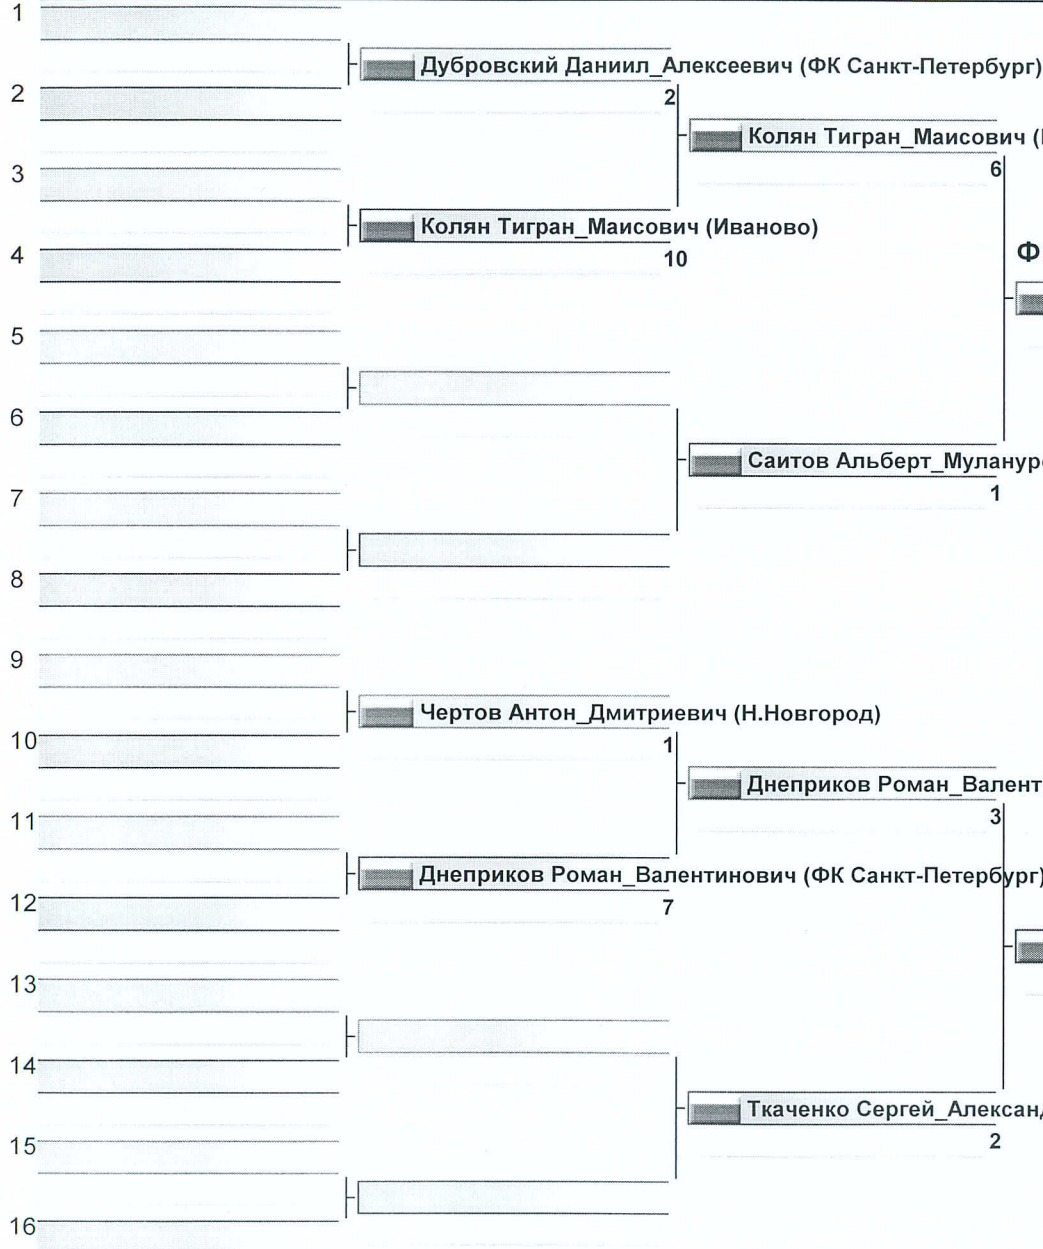 1
Дубровский Даниил_Алексеевич (ФК Санкт-Петербург)
2
2
Колян Тигран_Маисович (
3
6
Колян Тигран_Маисович (Иваново)
4
10
Ф
5
6
Саитов Альберт_Мулануро
7
1
8
9
Чертов Антон_Дмитриевич (Н.Новгород)
10
1
Днеприков Роман_Валент
11
3
Днеприков Роман_Валентинович (ФК Санкт-Петербург)
12
7
13
14
Ткаченко Сергей_Александ
15
2
16